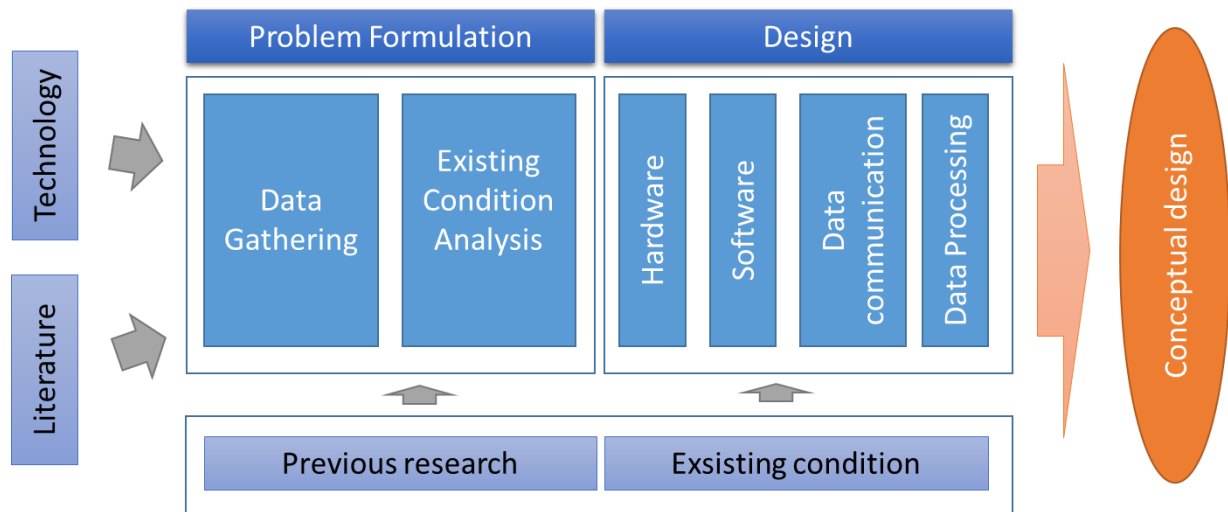 Problem Formulation
Design
Technology
Literature
Data
Gathering
Existing
Condition
Analysis
Hardware
Software
Data
communication
Data Processing
Conceptual design
Previous research
Exsisting condition